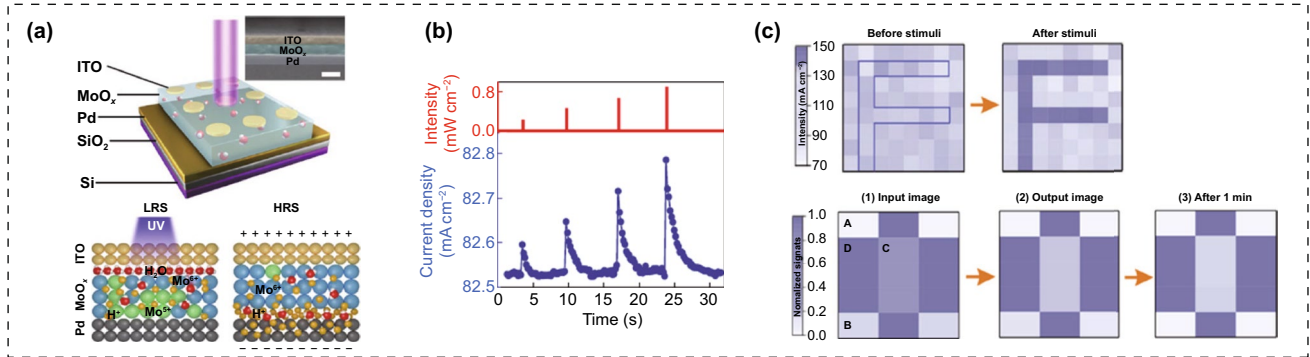 (a)
ITO
MoOₓ
Pd
ITO
MoOₓ
Pd
SiO₂
Si
LRS
UV
HRS
+ + + + + + + + + +
ITO
MoOₓ
Pd
H₂O
Mo⁶⁺
H⁺
Mo⁵⁺
Mo⁶⁺
H⁺
(b)
Intensity
(mW cm⁻²)
0.8
0.0
Current density
(mA cm⁻²)
82.8
82.7
82.6
82.5
0 5 10 15 20 25 30
Time (s)
(c)
Before stimuli
After stimuli
Intensity (mA cm⁻²)
150
130
110
90
70
(1) Input image
(2) Output image
(3) After 1 min
Nomalized signats
1.0
0.8
0.6
0.4
0.2
0.0
A
D
C
B